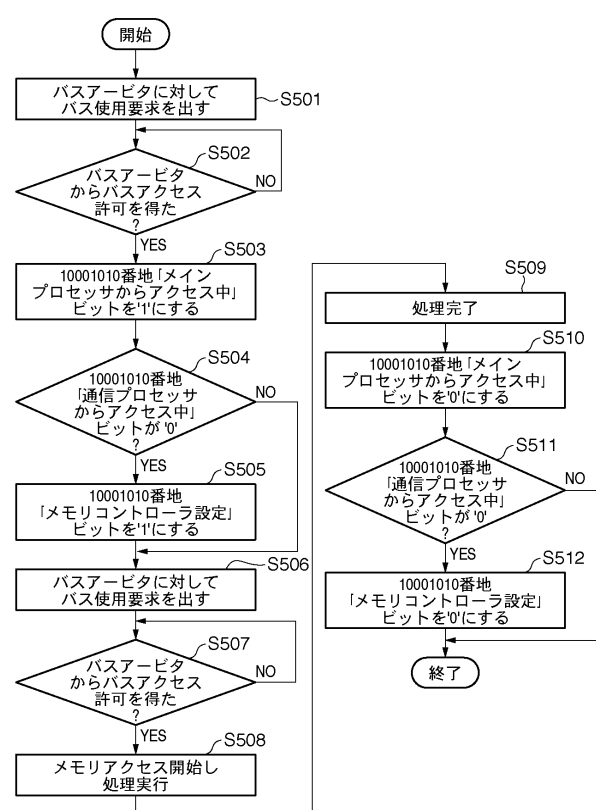 開始
バスアービタに対して
バス使用要求を出す
S501
S502
バスアービタ
からバスアクセス
許可を得た
?
NO
YES
S503
10001010番地「メイン
プロセッサからアクセス中」
ビットを'1'にする
S504
10001010番地
「通信プロセッサ
からアクセス中」
ビットが'0'
?
NO
YES
S505
10001010番地
「メモリコントローラ設定」
ビットを'1'にする
S506
バスアービタに対して
バス使用要求を出す
S507
バスアービタ
からバスアクセス
許可を得た
?
NO
YES
S508
メモリアクセス開始し
処理実行
S509
処理完了
S510
10001010番地「メイン
プロセッサからアクセス中」
ビットを'0'にする
S511
10001010番地
「通信プロセッサ
からアクセス中」
ビットが'0'
?
NO
YES
S512
10001010番地
「メモリコントローラ設定」
ビットを'0'にする
終了